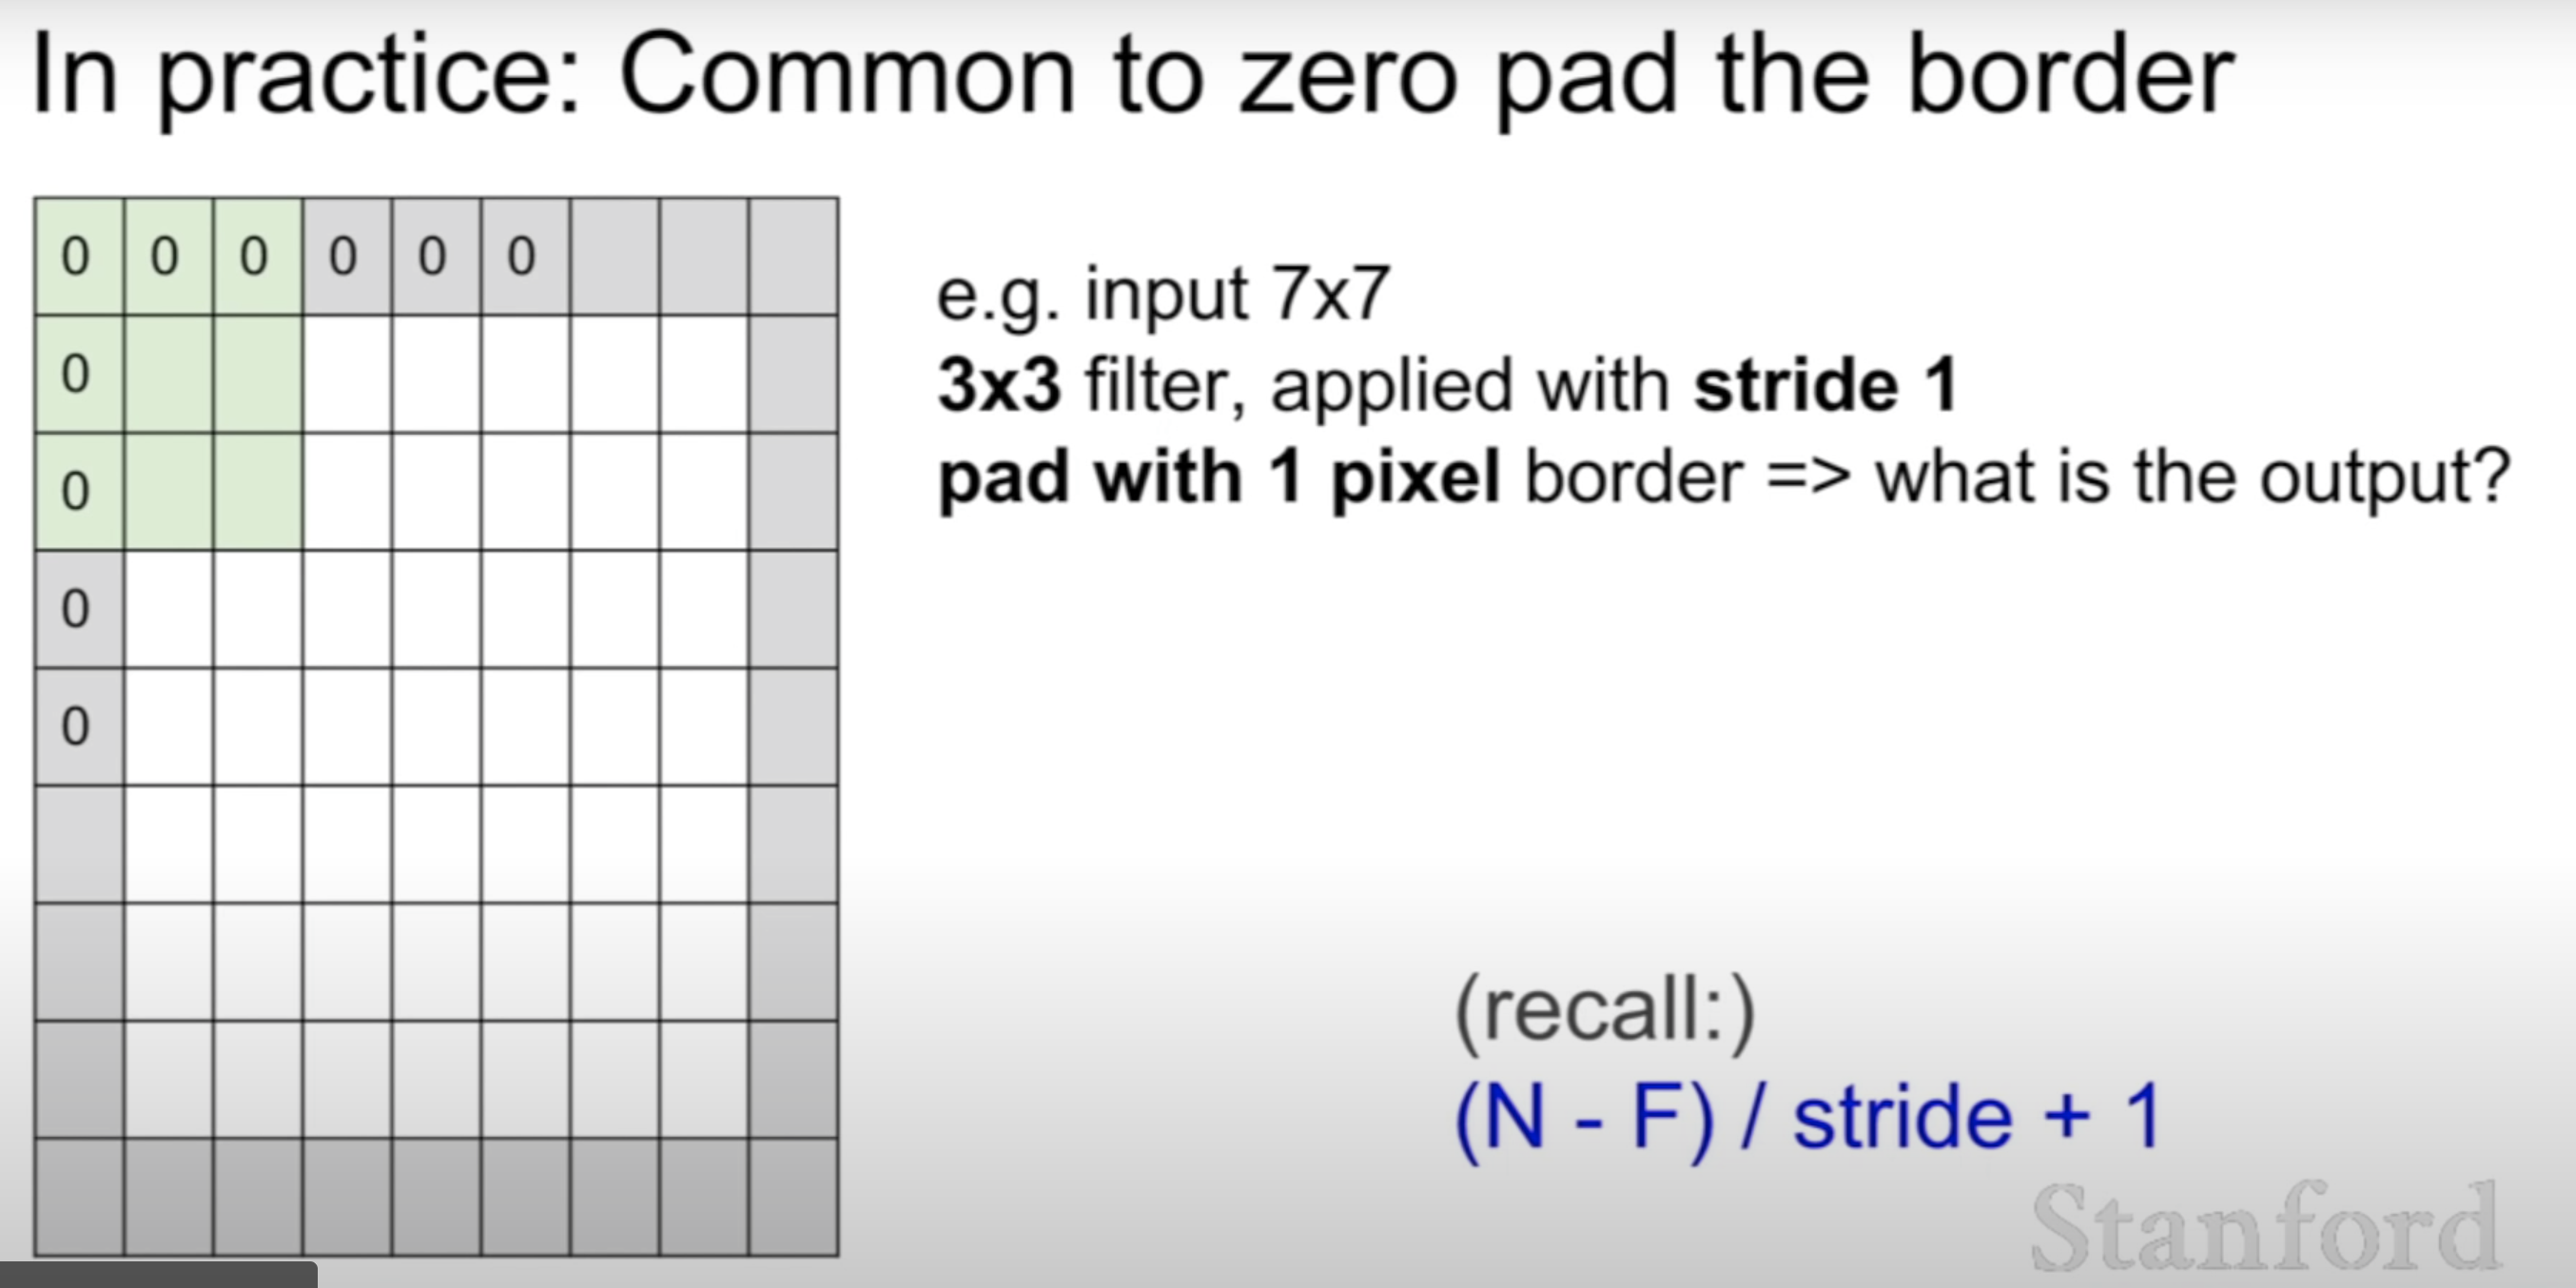 In practice: Common to zero pad the border
0 0 0 0 0 0
0
0
0
0
e.g. input 7x7
3x3 filter, applied with stride 1
pad with 1 pixel border => what is the output?
(recall:)
(N - F) / stride + 1
Stanford